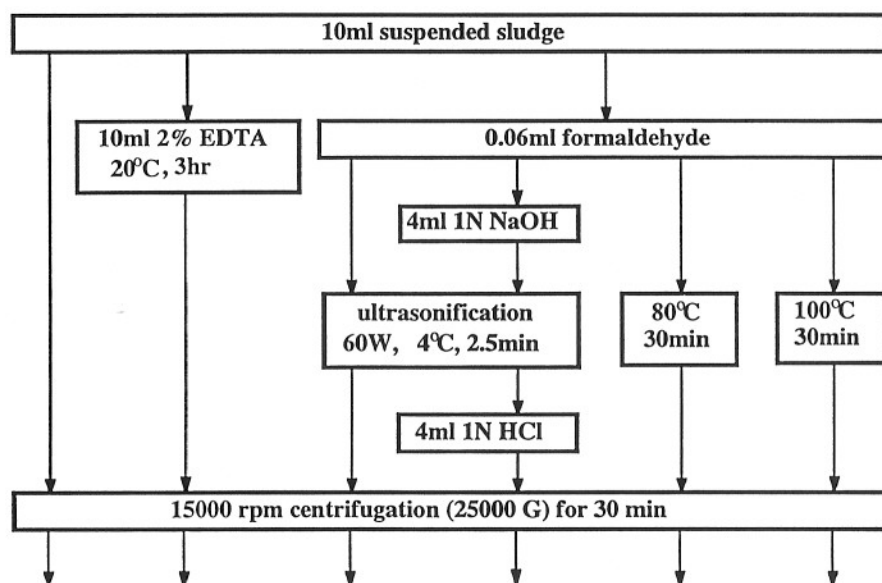 10ml suspended sludge
10ml 2% EDTA
20°C, 3hr
0.06ml formaldehyde
4ml 1N NaOH
ultrasonification
60W, 4°C, 2.5min
80°C
30min
100°C
30min
4ml 1N HCl
15000 rpm centrifugation (25000 G) for 30 min